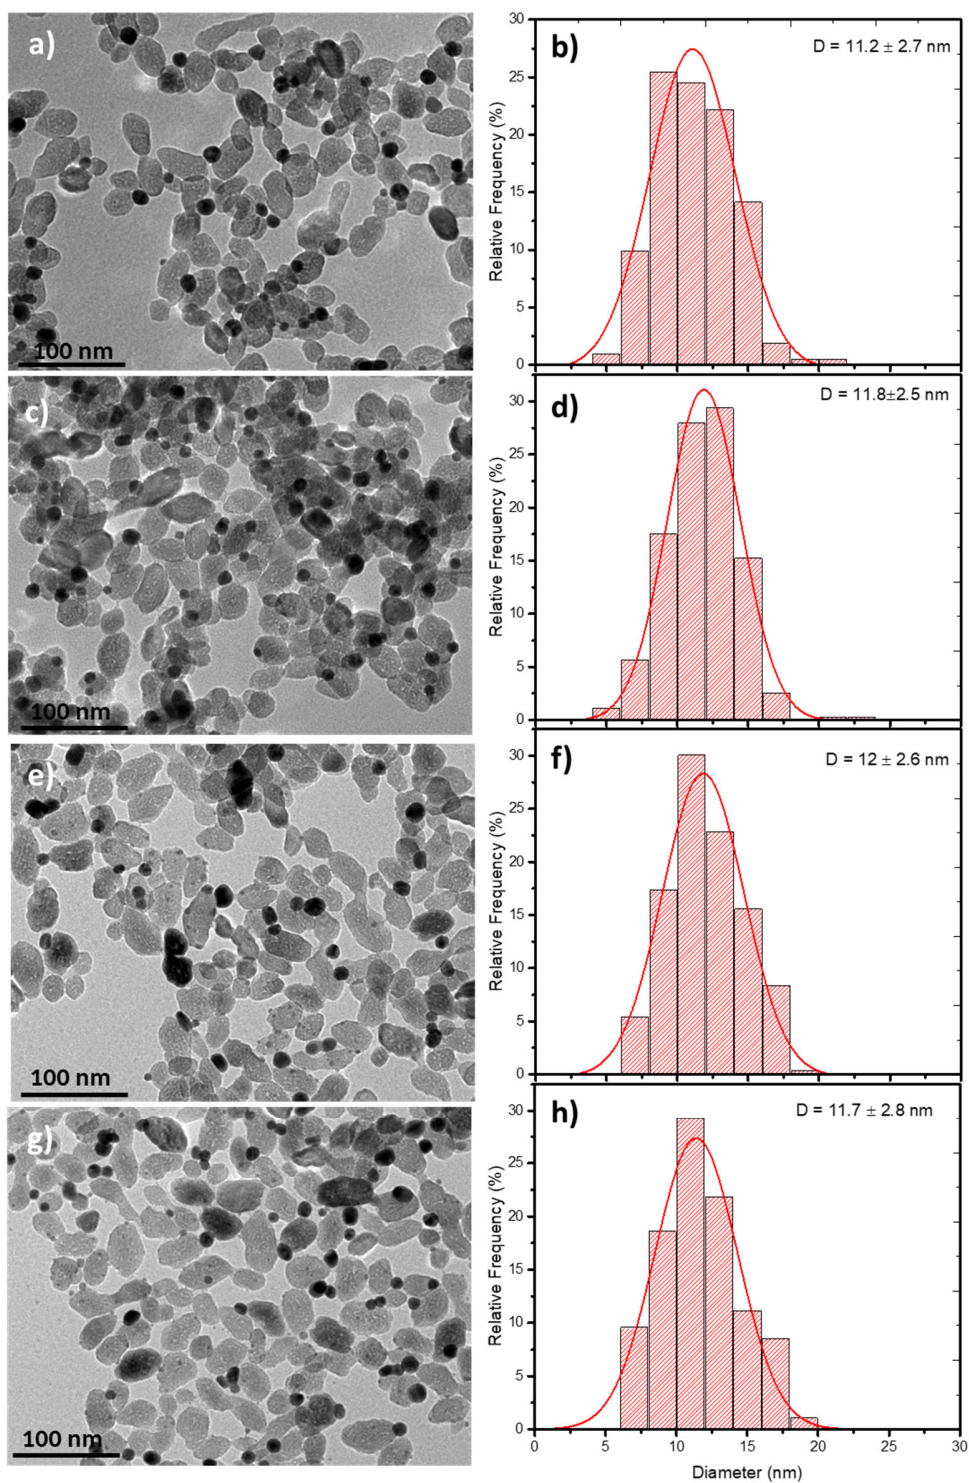 a)
100 nm
b)
D = 11.2 ± 2.7 nm
Relative Frequency (%)
30
25
20
15
10
5
0
c)
100 nm
d)
D = 11.8±2.5 nm
Relative Frequency (%)
30
25
20
15
10
5
0
e)
100 nm
f)
D = 12 ± 2.6 nm
Relative Frequency (%)
30
25
20
15
10
5
0
g)
100 nm
h)
D = 11.7 ± 2.8 nm
Relative Frequency (%)
30
25
20
15
10
5
0
0 5 10 15 20 25 30
Diameter (nm)